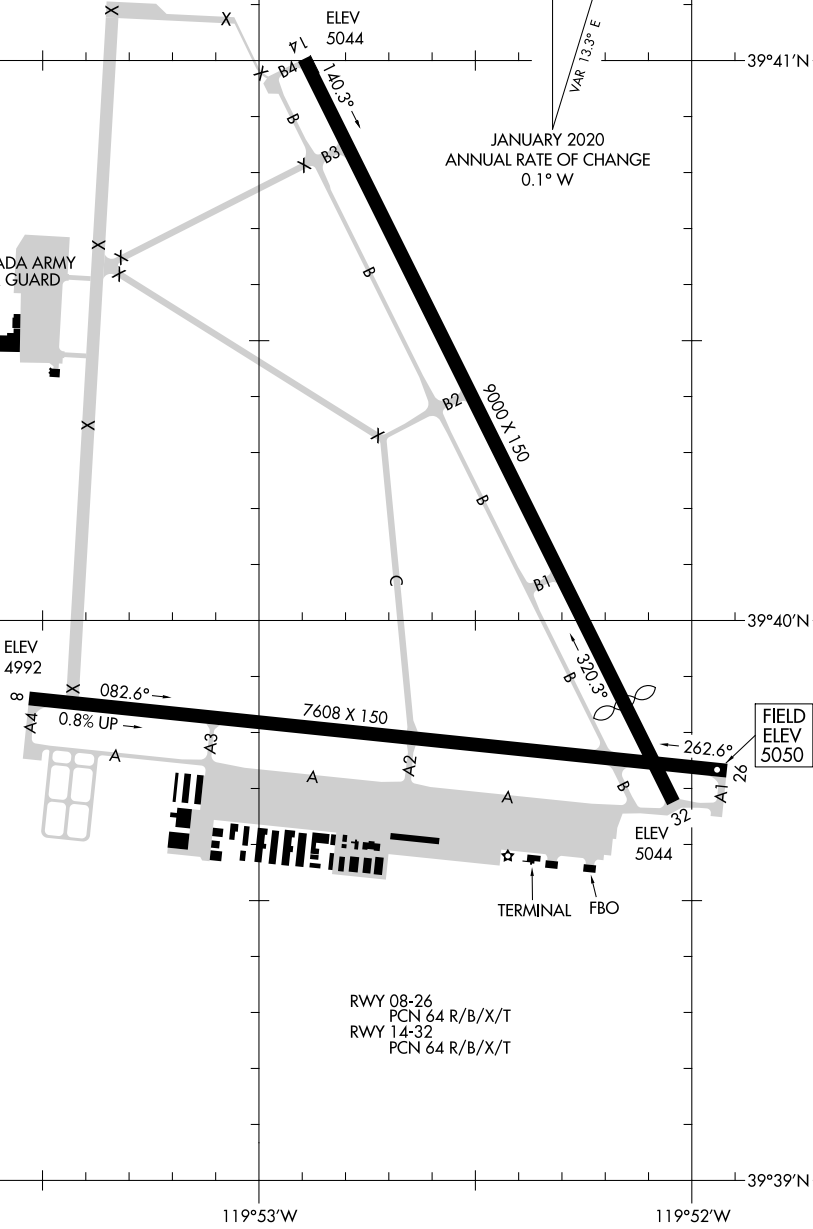 ELEV
5044
14
39°41'N
VAR 13.3° E
B4
140.3°
B
B3
JANUARY 2020
ANNUAL RATE OF CHANGE
0.1° W
X
X
X
X
X
X
X
ADA ARMY
GUARD
B
X
B2
9000 X 150
X
X
B
C
B1
39°40'N
ELEV
4992
320.3°
B
8
X
082.6°
0.8% UP
7608 X 150
A4
A
A3
A
A2
262.6°
FIELD
ELEV
5050
26
A
B
A1
32
ELEV
5044
TERMINAL
FBO
RWY 08-26
PCN 64 R/B/X/T
RWY 14-32
PCN 64 R/B/X/T
39°39'N
119°53'W
119°52'W